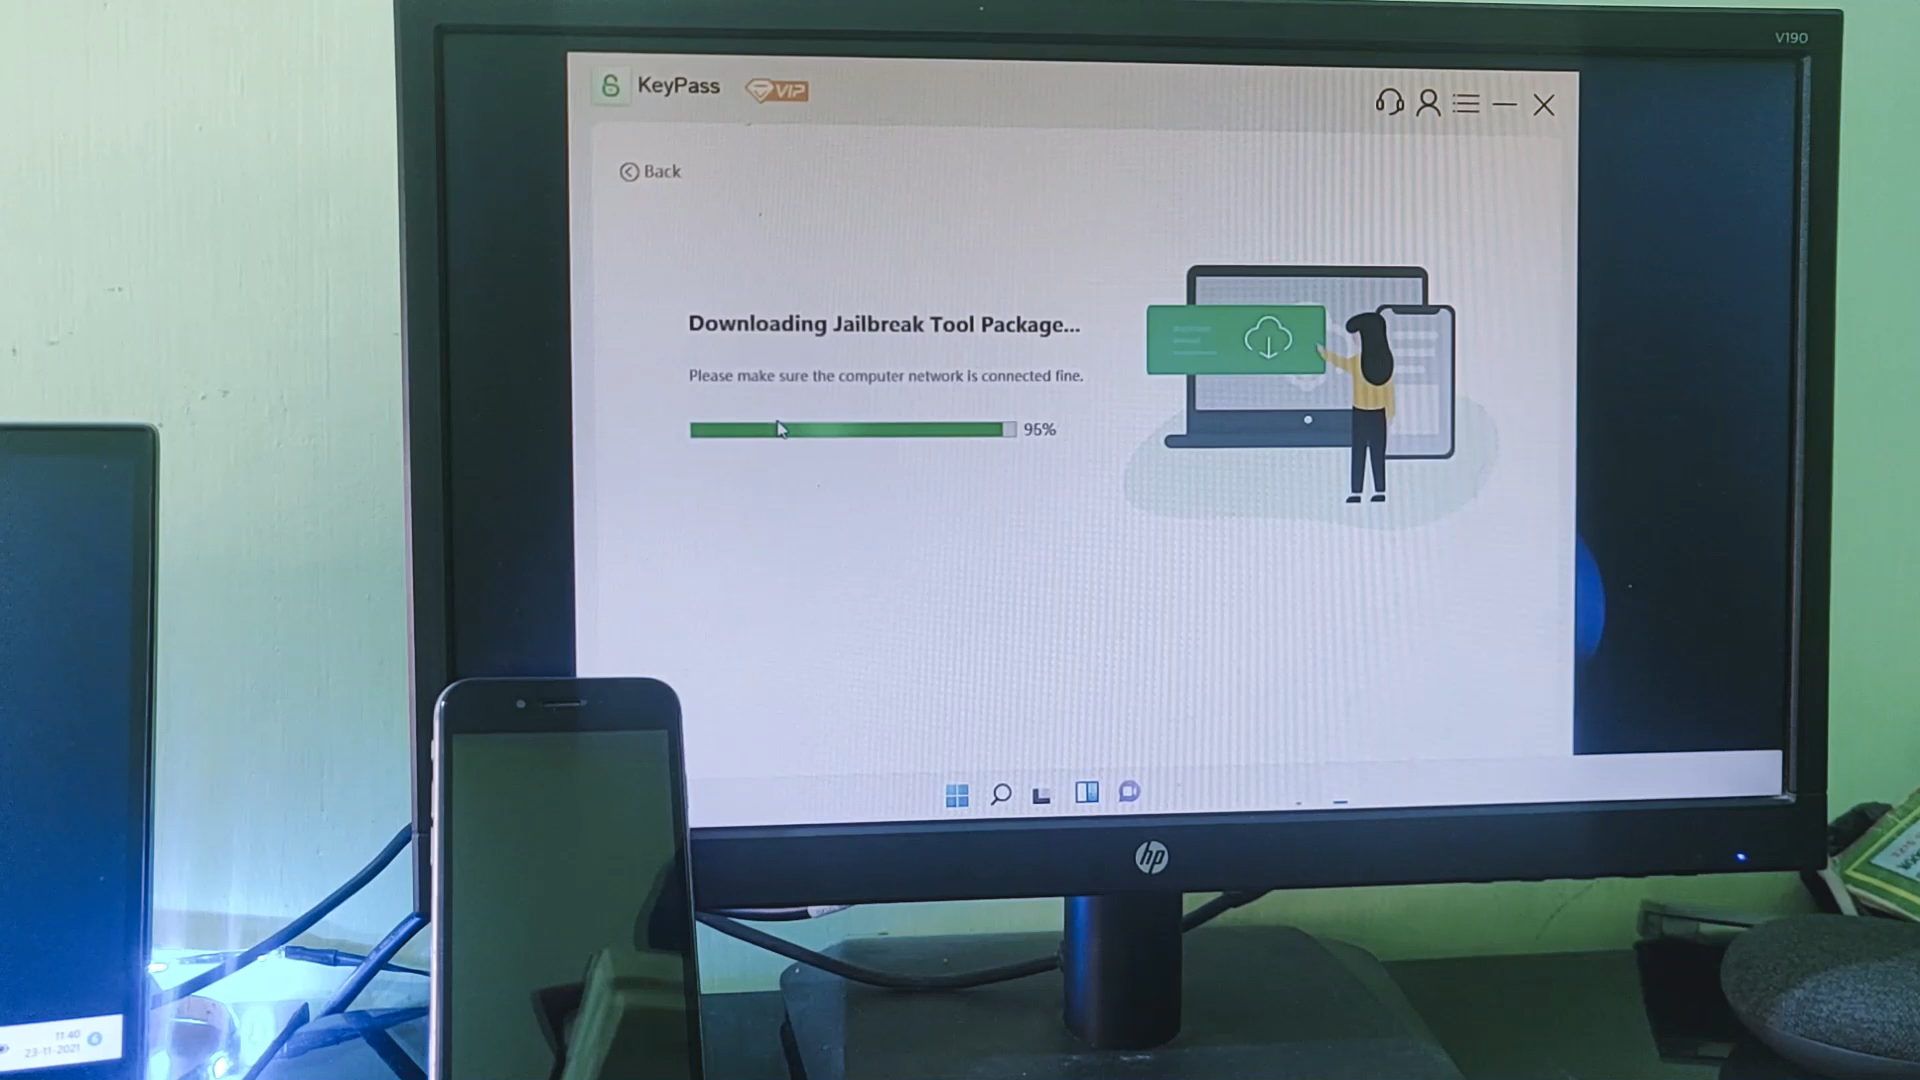 V190
KeyPass
VIP
Back
Downloading Jailbreak Tool Package...
Please make sure the computer network is connected fine.
95%
hp
11:40
23-11-2021
6